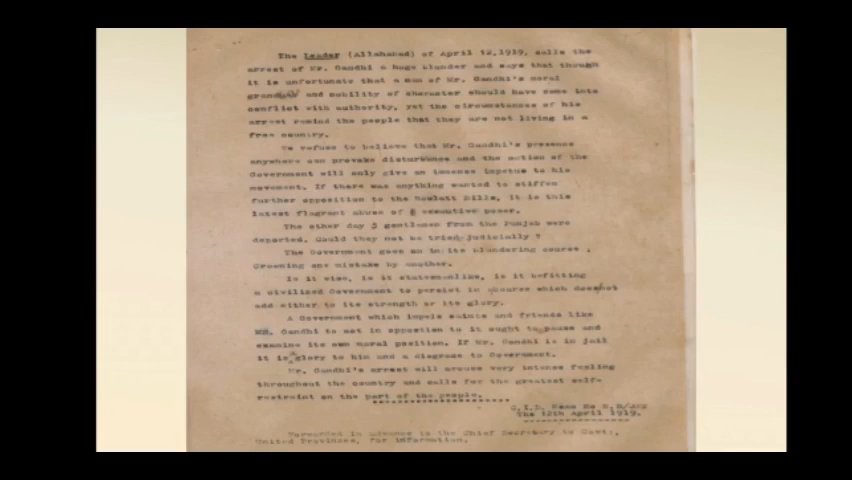 The Leader (Allahabad) of April 12, 1919, calls the
arrest of Mr. Gandhi a huge blunder and says that though
it is unfortunate that a man of Mr. Gandhi's moral
grandeur and nobility of character should have come into
conflict with authority, yet the circumstances of his
arrest remind the people that they are not living in a
free country.
We refuse to believe that Mr. Gandhi's presence
anywhere can provoke disturbance and the action of the
Government will only give an immense impetus to his
movement. If there was anything wanted to stiffen
further opposition to the Rowlatt Bills, it is this
latest flagrant abuse of executive power.
The other day 3 gentlemen from the Punjab were
deported. Could they not be tried judicially ?
The Government goes on in its blundering course ,
Crowning one mistake by another.
Is it wise, is it statesmanlike, is it befitting
a civilized Government to persist in course which does not
add either to its strength or its glory.
A Government which impels saints and friends like
Mr. Gandhi to act in opposition to it ought to pause and
examine its own moral position. If Mr. Gandhi is in jail
it is a glory to him and a disgrace to Government.
Mr. Gandhi's arrest will arouse very intense feeling
throughout the country and calls for the greatest self-
restraint on the part of the people.
C.I.D. Memo No
The 12th April 1919.
Forwarded in advance to the Chief Secretary to Govt:,
United Provinces, for information.